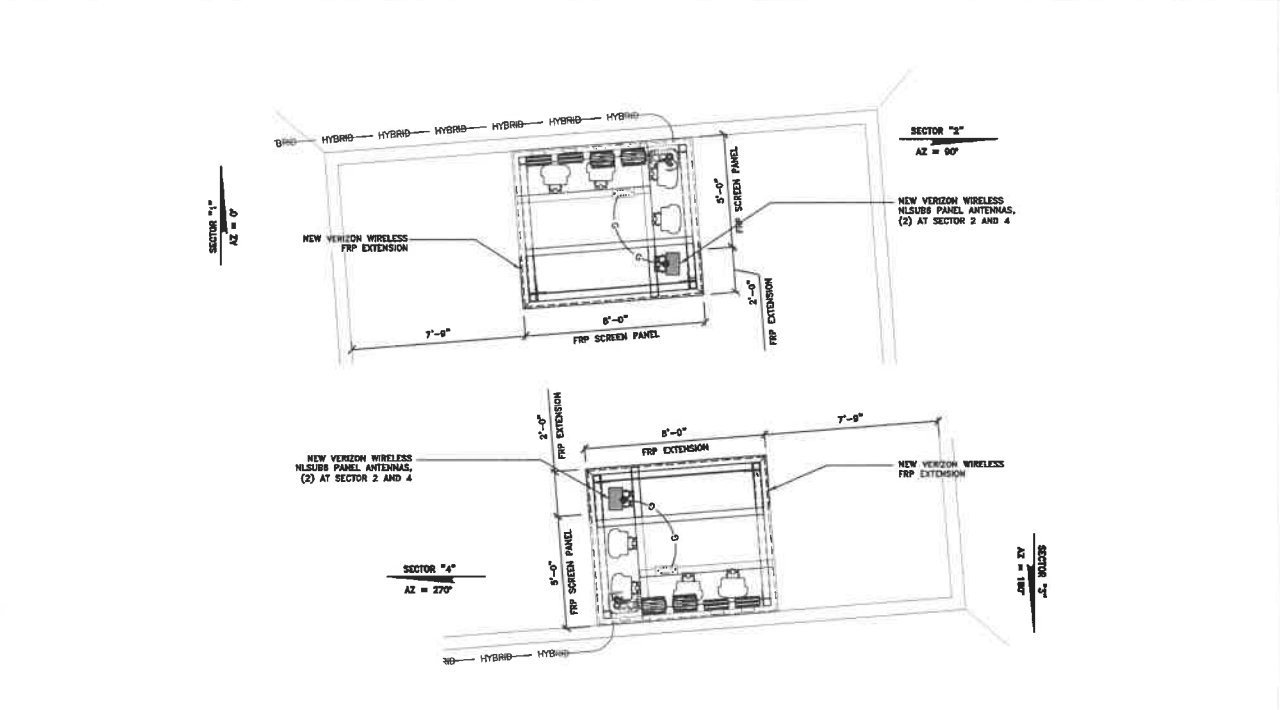 HYBRID HYBRID HYBRID HYBRID HYBRID HYBRID
SECTOR "2"
AZ = 90°
SECTOR "1"
AZ = 0°
5'-0"
FRP SCREEN PANEL
NEW VERIZON WIRELESS
NLSUBS PANEL ANTENNAS,
(2) AT SECTOR 2 AND 4
NEW VERIZON WIRELESS
FRP EXTENSION
G
G
2'-0"
FRP EXTENSION
7'-9"
FRP SCREEN PANEL
2'-0"
FRP EXTENSION
7'-9"
FRP EXTENSION
NEW VERIZON WIRELESS
NLSUBS PANEL ANTENNAS,
(2) AT SECTOR 2 AND 4
NEW VERIZON WIRELESS
FRP EXTENSION
G
G
5'-0"
FRP SCREEN PANEL
SECTOR "4"
AZ = 270°
SECTOR "3"
AZ = 180°
HYBRID HYBRID